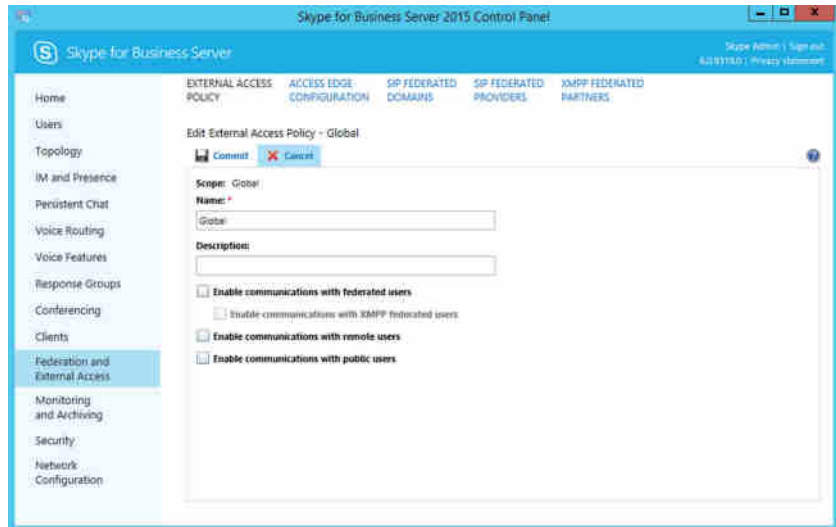 Skype for Business Server 2015 Control Panel
Skype for Business Server
Skype Admin | Sign out
6.0.9319.0 | Privacy statement
Home
Users
Topology
IM and Presence
Persistent Chat
Voice Routing
Voice Features
Response Groups
Conferencing
Clients
Federation and
External Access
Monitoring
and Archiving
Security
Network
Configuration
EXTERNAL ACCESS
POLICY
ACCESS EDGE
CONFIGURATION
SIP FEDERATED
DOMAINS
SIP FEDERATED
PROVIDERS
XMPP FEDERATED
PARTNERS
Edit External Access Policy - Global
Commit
Cancel
Scope: Global
Name: *
Global
Description:
Enable communications with federated users
Enable communications with XMPP federated users
Enable communications with remote users
Enable communications with public users